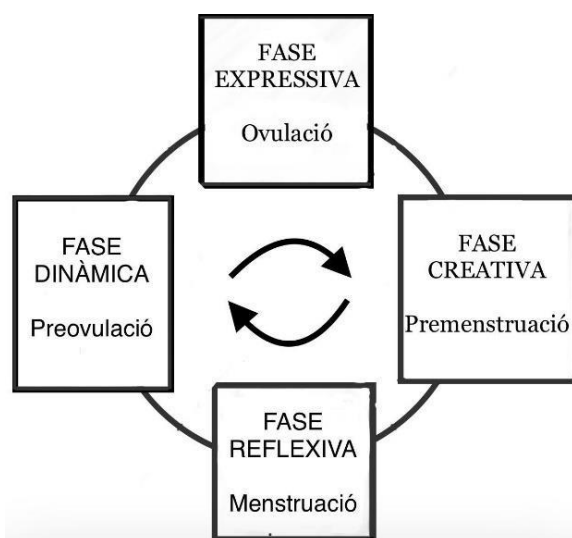 FASE
EXPRESSIVA
Ovulació
FASE
DINÀMICA
Preovulació
FASE
CREATIVA
Premenstruació
FASE
REFLEXIVA
Menstruació